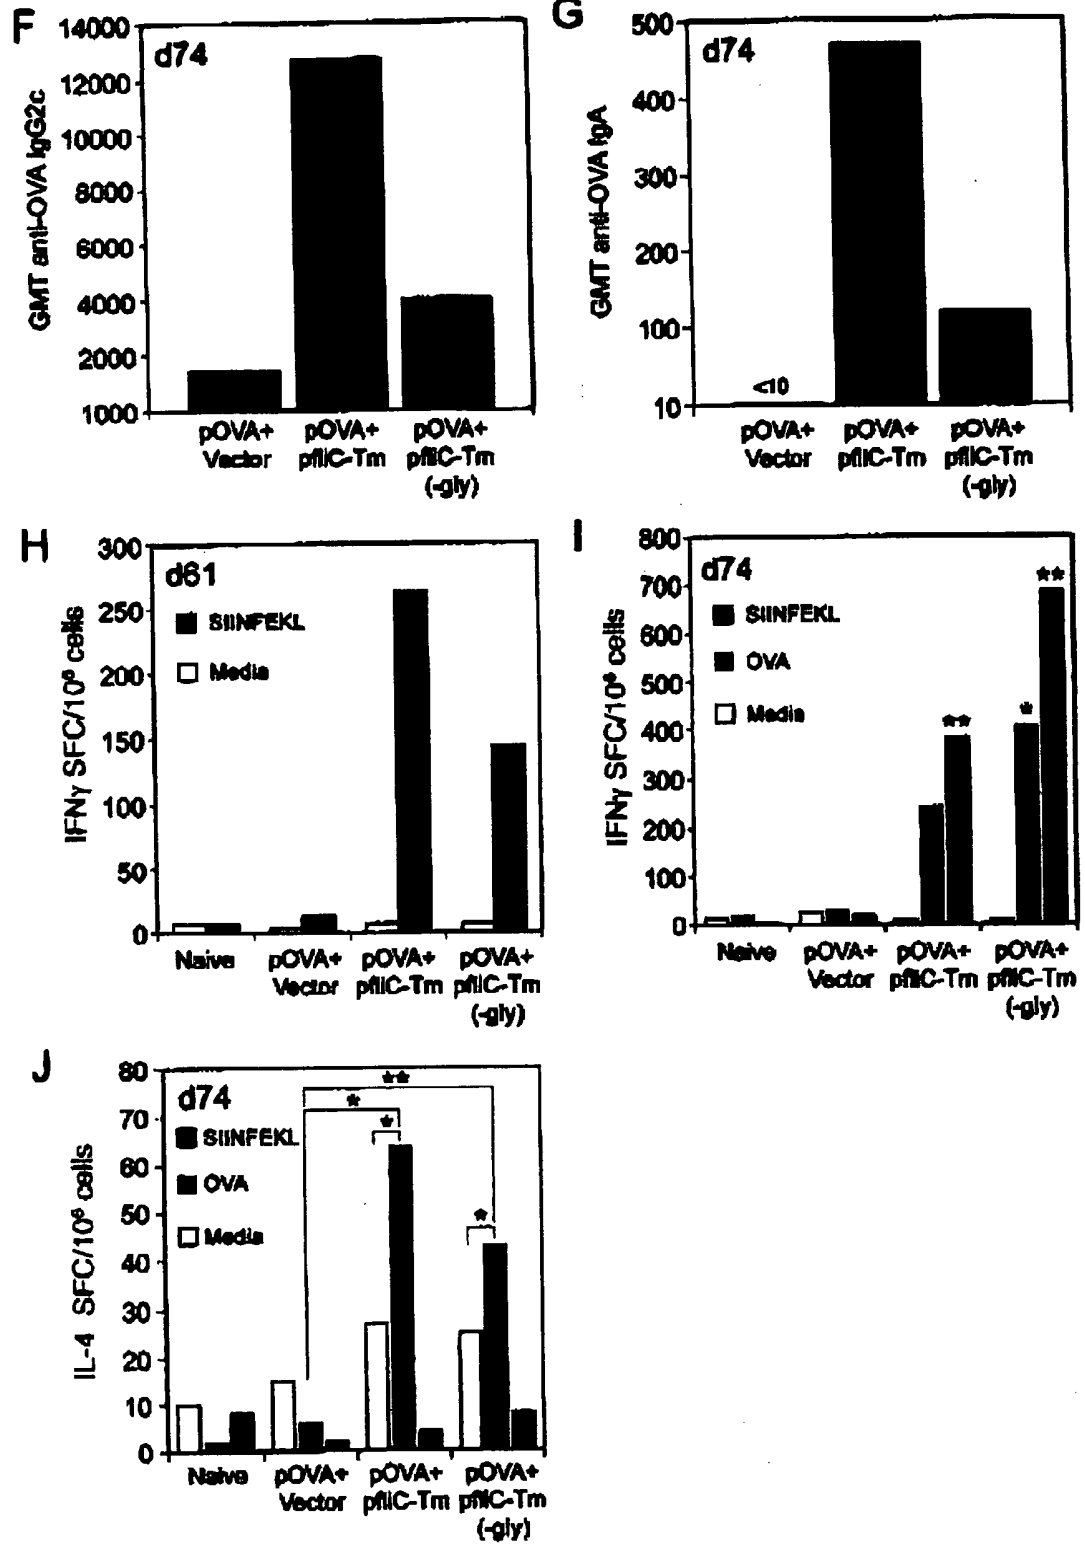 F
d74
GMT anti-OVA IgG2c
14000
12000
10000
8000
6000
4000
2000
1000
pOVA+
Vector
pOVA+
pfliC-Tm
pOVA+
pfliC-Tm
(-gly)
G
d74
GMT anti-OVA IgA
500
400
300
200
100
10
<10
pOVA+
Vector
pOVA+
pfliC-Tm
pOVA+
pfliC-Tm
(-gly)
H
d61
SIINFEKL
Media
IFNγ SFC/10⁶ cells
300
250
200
150
100
50
0
Naive
pOVA+
Vector
pOVA+
pfliC-Tm
pOVA+
pfliC-Tm
(-gly)
I
d74
SIINFEKL
OVA
Media
IFNγ SFC/10⁶ cells
800
700
600
500
400
300
200
100
0
**
*
**
Naive
pOVA+
Vector
pOVA+
pfliC-Tm
pOVA+
pfliC-Tm
(-gly)
J
d74
SIINFEKL
OVA
Media
IL-4 SFC/10⁶ cells
80
70
60
50
40
30
20
10
0
**
*
*
*
Naive
pOVA+
Vector
pOVA+
pfliC-Tm
pOVA+
pfliC-Tm
(-gly)